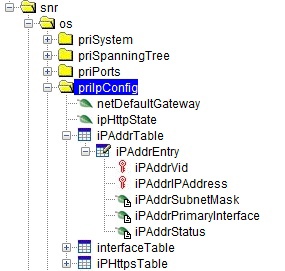 snr
os
priSystem
priSpanningTree
priPorts
priIpConfig
netDefaultGateway
ipHttpState
iPAddrTable
iPAddrEntry
iPAddrVid
iPAddrIPAddress
iPAddrSubnetMask
iPAddrPrimaryInterface
iPAddrStatus
interfaceTable
iPHttpsTable